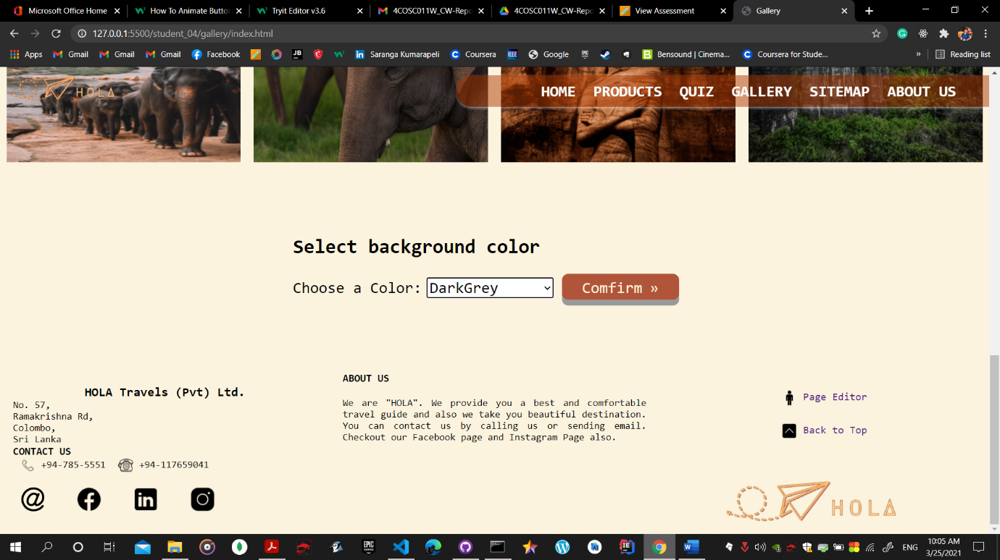 Microsoft Office Home
How To Animate Button
Tryit Editor v3.6
4COSC011W_CW-Repo
4COSC011W_CW-Repo
View Assessment
Gallery
127.0.0.1:5500/student_04/gallery/index.html
Apps Gmail Gmail Gmail Facebook Saranga Kumarapeli Coursera Google Bensound | Cinema... Coursera for Stude... » Reading list
HOLA
HOME PRODUCTS QUIZ GALLERY SITEMAP ABOUT US
Select background color
Choose a Color: DarkGrey Comfirm »
HOLA Travels (Pvt) Ltd.
No. 57,
Ramakrishna Rd,
Colombo,
Sri Lanka
CONTACT US
+94-785-5551 +94-117659041
ABOUT US
We are "HOLA". We provide you a best and comfortable
travel guide and also we take you beautiful destination.
You can contact us by calling us or sending email.
Checkout our Facebook page and Instagram Page also.
Page Editor
Back to Top
HOLA
ENG
10:05 AM
3/25/2021